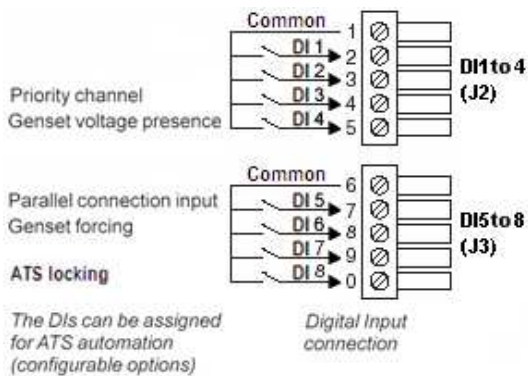 Common
1
DI 1
2
DI 2
3
DI1to 4
(J2)
Priority channel
DI 3
4
Genset voltage presence
DI 4
5
Common
6
Parallel connection input
DI 5
7
Genset forcing
DI 6
8
DI5to 8
(J3)
DI 7
9
ATS locking
DI 8
0
The DIs can be assigned
for ATS automation
(configurable options)
Digital Input
connection